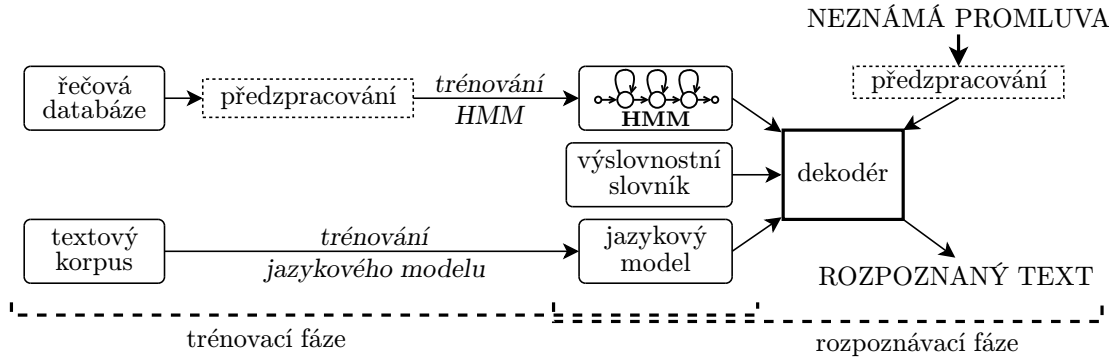 NEZNÁMÁ PROMLUVA
řečová
databáze
předzpracování
trénování
HMM
HMM
předzpracování
výslovnostní
slovník
dekodér
textový
korpus
trénování
jazykového modelu
jazykový
model
ROZPOZNANÝ TEXT
trénovací fáze
rozpoznávací fáze